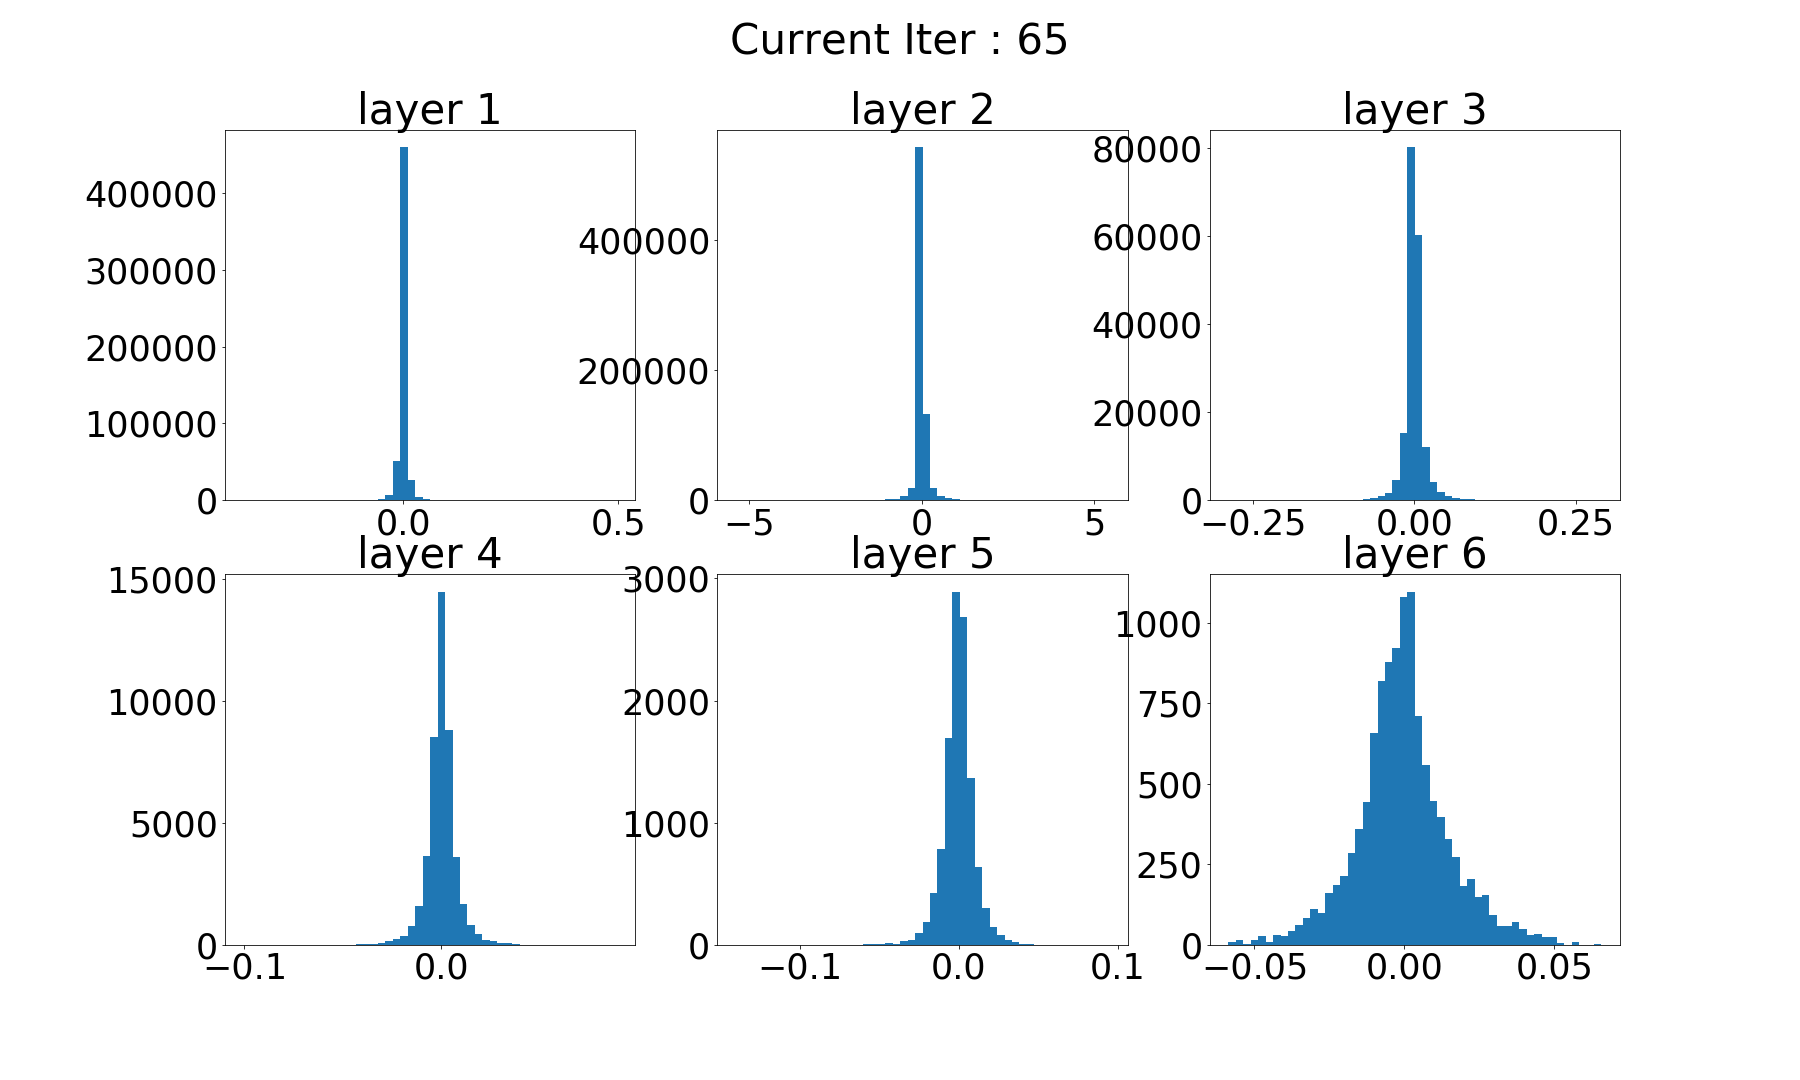 Current Iter : 65
layer 1
400000
300000
200000
100000
0
0.0 0.5
layer 2
400000
200000
0
−5 0 5
layer 3
80000
60000
40000
20000
0
−0.25 0.00 0.25
layer 4
15000
10000
5000
0
−0.1 0.0
layer 5
3000
2000
1000
0
−0.1 0.0 0.1
layer 6
1000
750
500
250
0
−0.05 0.00 0.05